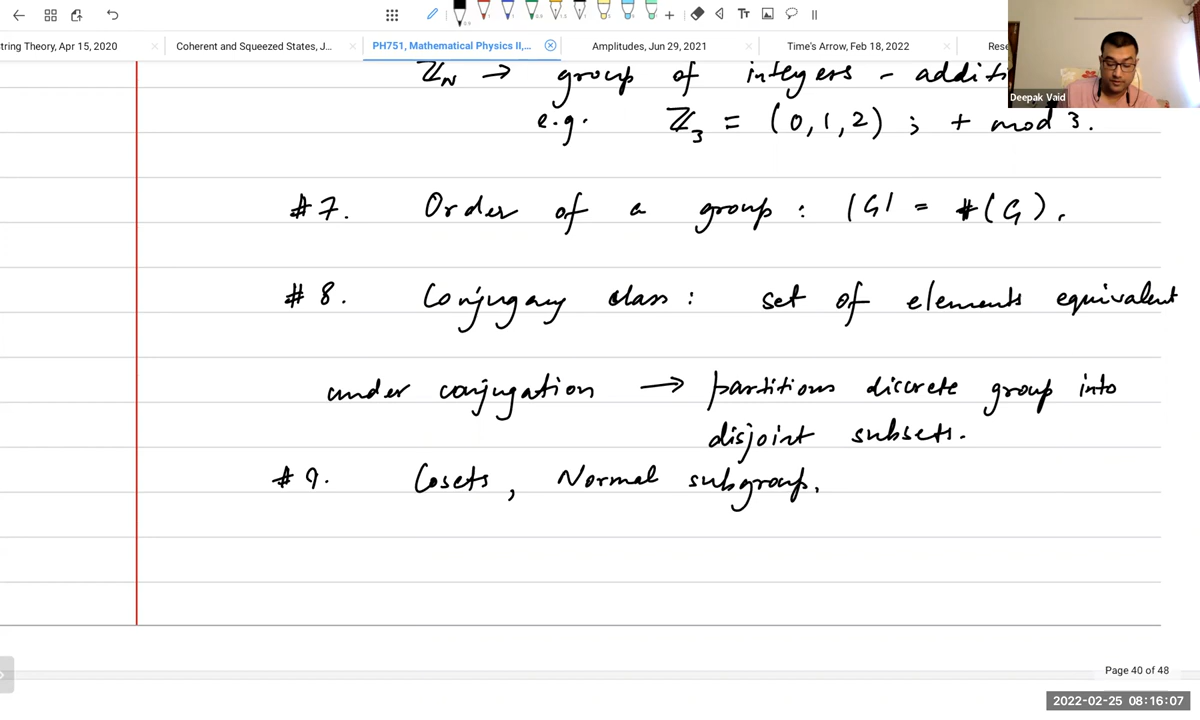 tring Theory, Apr 15, 2020
Coherent and Squeezed States, J...
PH751, Mathematical Physics II,...
Amplitudes, Jun 29, 2021
Time's Arrow, Feb 18, 2022
Rese
Deepak Vaid
ℤN → group of integers - additi
e.g. ℤ3 = (0,1,2) ; + mod 3.
#7. Order of a group : |G| = #(G).
#8. Conjugacy class : set of elements equivalent
under conjugation → partitions discrete group into
disjoint subsets.
#9. Cosets, Normal subgroup.
Page 40 of 48
2022-02-25 08:16:07